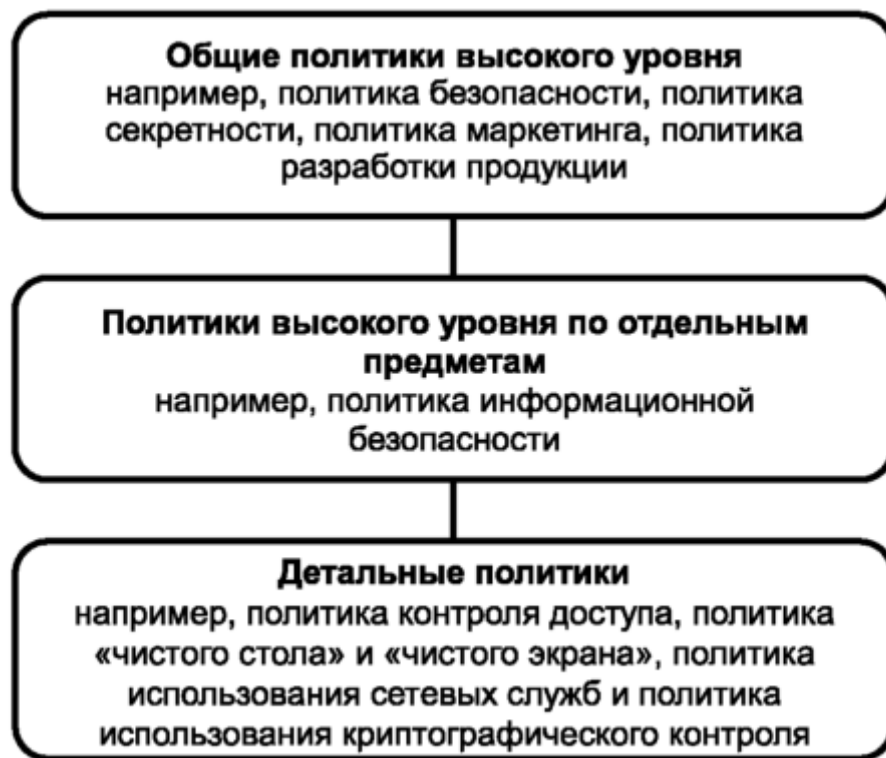 Общие политики высокого уровня
например, политика безопасности, политика
секретности, политика маркетинга, политика
разработки продукции
Политики высокого уровня по отдельным
предметам
например, политика информационной
безопасности
Детальные политики
например, политика контроля доступа, политика
«чистого стола» и «чистого экрана», политика
использования сетевых служб и политика
использования криптографического контроля